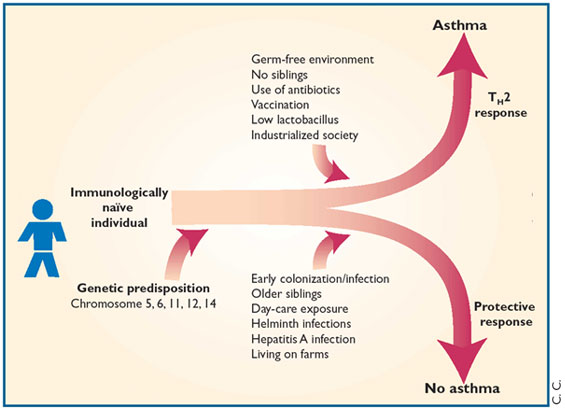 Asthma
Germ-free environment
No siblings
Use of antibiotics
Vaccination
Low lactobacillus
Industrialized society
TH2
response
Immunologically
naïve
individual
Genetic predisposition
Chromosome 5, 6, 11, 12, 14
Early colonization/infection
Older siblings
Day-care exposure
Helminth infections
Hepatitis A infection
Living on farms
Protective
response
No asthma
C. C.